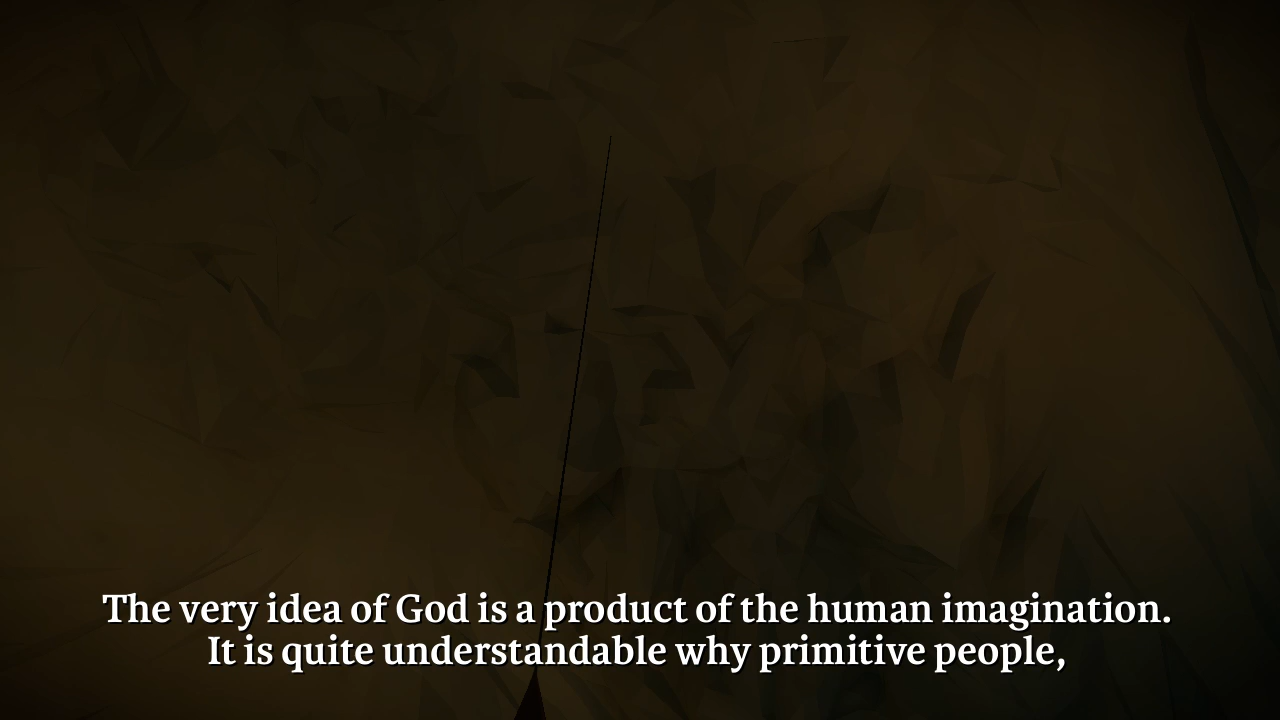 The very idea of God is a product of the human imagination.
It is quite understandable why primitive people,